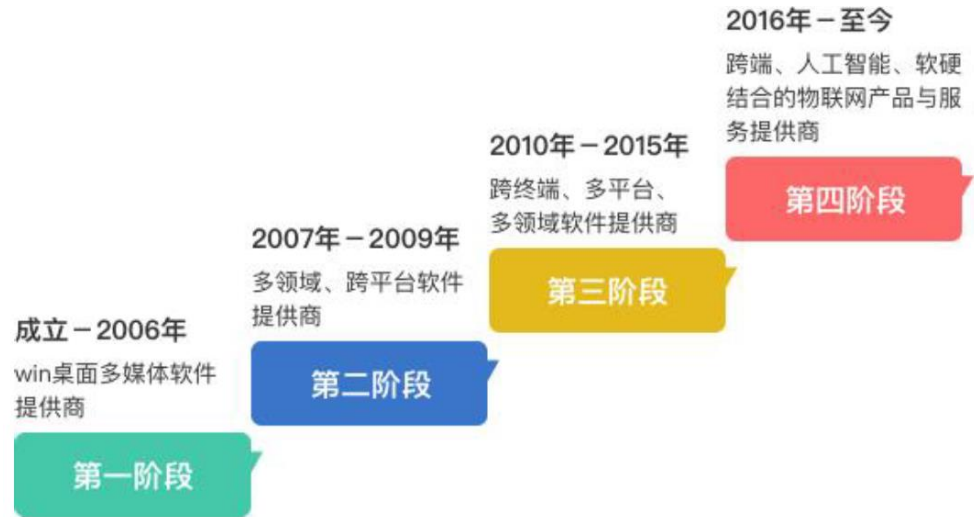 成立－2006年
win桌面多媒体软件
提供商
第一阶段
2007年－2009年
多领域、跨平台软件
提供商
第二阶段
2010年－2015年
跨终端、多平台、
多领域软件提供商
第三阶段
2016年－至今
跨端、人工智能、软硬
结合的物联网产品与服
务提供商
第四阶段